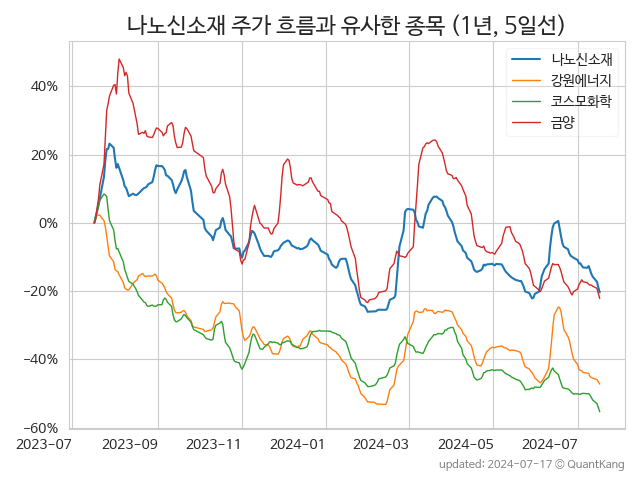 나노신소재 주가 흐름과 유사한 종목 (1년, 5일선)
나노신소재
강원에너지
코스모화학
금양
40%
20%
0%
−20%
−40%
−60%
2023-07
2023-09
2023-11
2024-01
2024-03
2024-05
2024-07
updated: 2024-07-17 © QuantKang